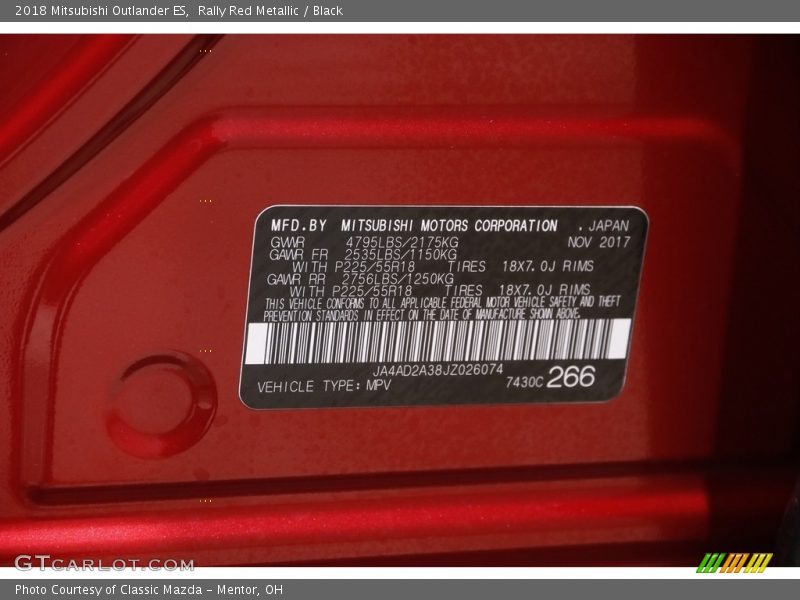 2018 Mitsubishi Outlander ES, Rally Red Metallic / Black
MFD.BY MITSUBISHI MOTORS CORPORATION , JAPAN
GVWR 4795LBS/2175KG NOV 2017
GAWR FR 2535LBS/1150KG
WITH P225/55R18 TIRES 18X7.0J RIMS
GAWR RR 2756LBS/1250KG
WITH P225/55R18 TIRES 18X7.0J RIMS
THIS VEHICLE CONFORMS TO ALL APPLICABLE FEDERAL MOTOR VEHICLE SAFETY AND THEFT
PREVENTION STANDARDS IN EFFECT ON THE DATE OF MANUFACTURE SHOWN ABOVE.
JA4AD2A38JZ026074
VEHICLE TYPE: MPV 7430C 266
GTcarlot.com
Photo Courtesy of Classic Mazda - Mentor, OH